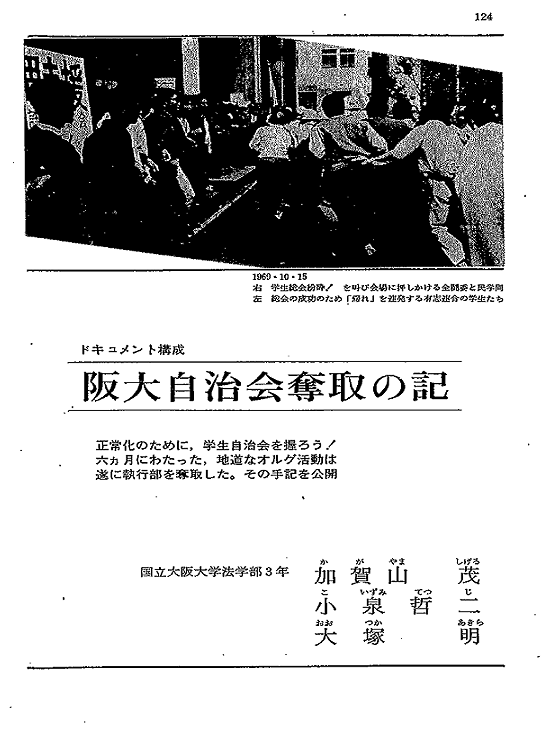 124
1969・10・15
右　学生総会粉砕！　を叫び会場に押しかける全闘委と民学同
左　総会の成功のため「帰れ」を連発する有志連合の学生たち
ドキュメント構成
阪大自治会奪取の記
正常化のために，学生自治会を握ろう！
六ヵ月にわたった，地道なオルグ活動は
遂に執行部を奪取した。その手記を公開
国立大阪大学法学部3年
加賀山　茂
かがやま　しげる
小泉哲二
こいずみてつじ
大塚　明
おおつか　あきら